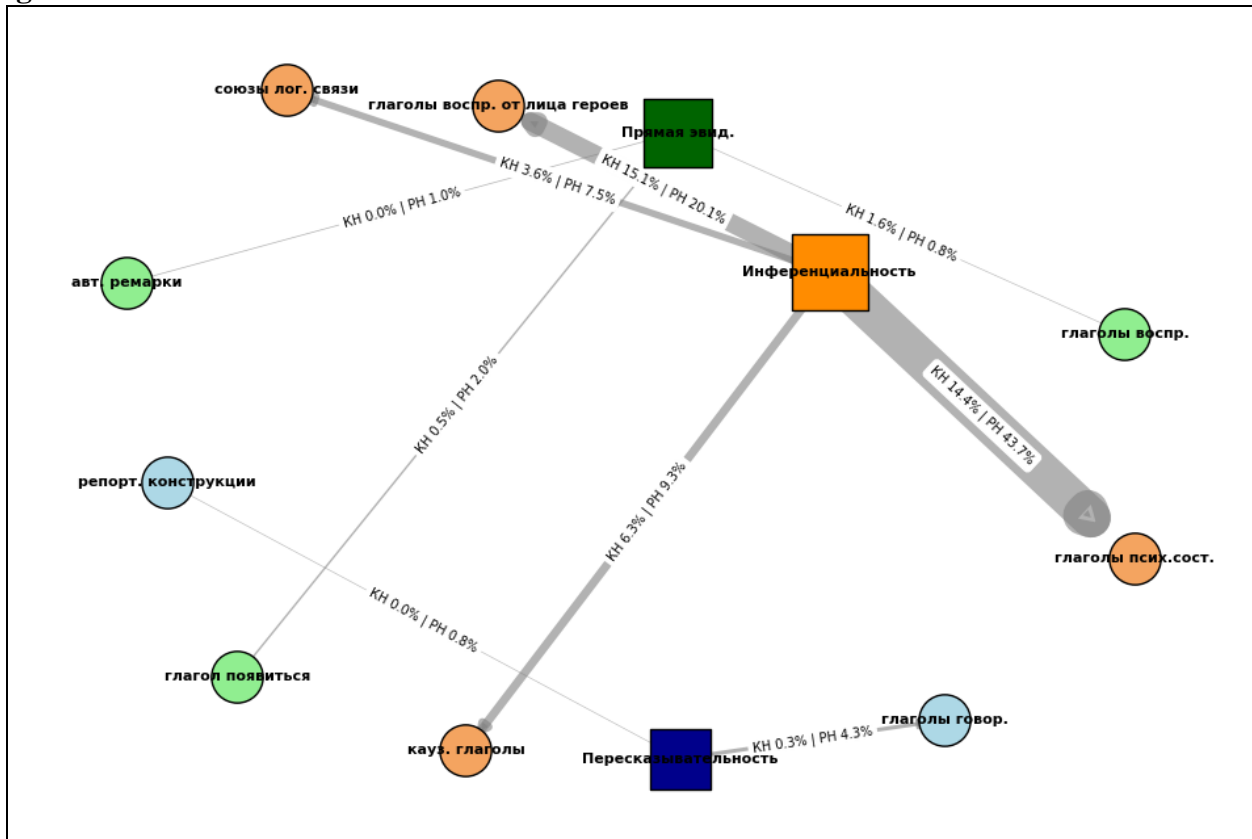 союзы лог. связи
глаголы воспр. от лица героев
Прямая эвид.
КН 3.6% | РН 7.5%
КН 15.1% | РН 20.1%
КН 0.0% | РН 1.0%
КН 1.6% | РН 0.8%
Инференциальность
авт. ремарки
глаголы воспр.
КН 0.5% | РН 2.0%
КН 14.4% | РН 43.7%
репорт. конструкции
КН 6.3% | РН 9.3%
глаголы псих.сост.
КН 0.0% | РН 0.8%
глагол появиться
глаголы говор.
КН 0.3% | РН 4.3%
кауз. глаголы
Пересказывательность